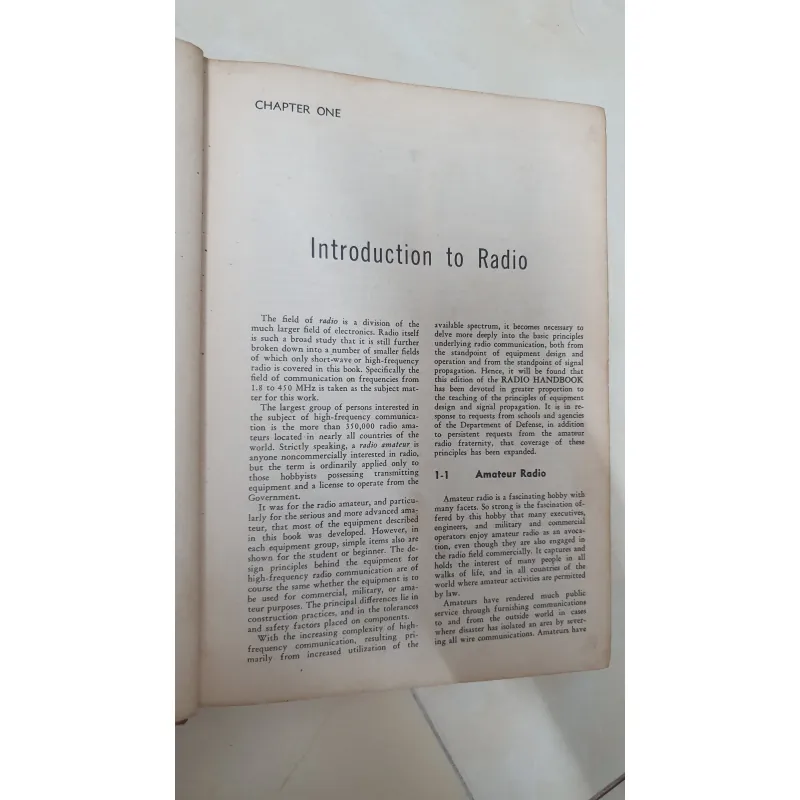 CHAPTER ONE
Introduction to Radio
The field of radio is a division of the
much larger field of electronics. Radio itself
is such a broad study that it is still further
broken down into a number of smaller fields
of which only short-wave or high-frequency
radio is covered in this book. Specifically the
field of communication on frequencies from
1.8 to 450 MHz is taken as the subject mat-
ter for this work.
The largest group of persons interested in
the subject of high-frequency communica-
tion is the more than 350,000 radio ama-
teurs located in nearly all countries of the
world. Strictly speaking, a radio amateur is
anyone noncommercially interested in radio,
but the term is ordinarily applied only to
those hobbyists possessing transmitting
equipment and a license to operate from the
Government.
It was for the radio amateur, and particu-
larly for the serious and more advanced ama-
teur, that most of the equipment described
in this book was developed. However, in
each equipment group, simple items also are
shown for the student or beginner. The de-
sign principles behind the equipment for
high-frequency radio communication are of
course the same whether the equipment is to
be used for commercial, military, or ama-
teur purposes. The principal differences lie in
construction practices, and in the tolerances
and safety factors placed on components.
With the increasing complexity of high-
frequency communication, resulting pri-
marily from increased utilization of the
available spectrum, it becomes necessary to
delve more deeply into the basic principles
underlying radio communication, both from
the standpoint of equipment design and
operation and from the standpoint of signal
propagation. Hence, it will be found that
this edition of the RADIO HANDBOOK
has been devoted in greater proportion to
the teaching of the principles of equipment
design and signal propagation. It is in re-
sponse to requests from schools and agencies
of the Department of Defense, in addition
to persistent requests from the amateur
radio fraternity, that coverage of these
principles has been expanded.
1-1 Amateur Radio
Amateur radio is a fascinating hobby with
many facets. So strong is the fascination of-
fered by this hobby that many executives,
engineers, and military and commercial
operators enjoy amateur radio as an avoca-
tion, even though they are also engaged in
the radio field commercially. It captures and
holds the interest of many people in all
walks of life, and in all countries of the
world where amateur activities are permitted
by law.
Amateurs have rendered much public
service through furnishing communications
to and from the outside world in cases
where disaster has isolated an area by sever-
ing all wire communications. Amateurs have